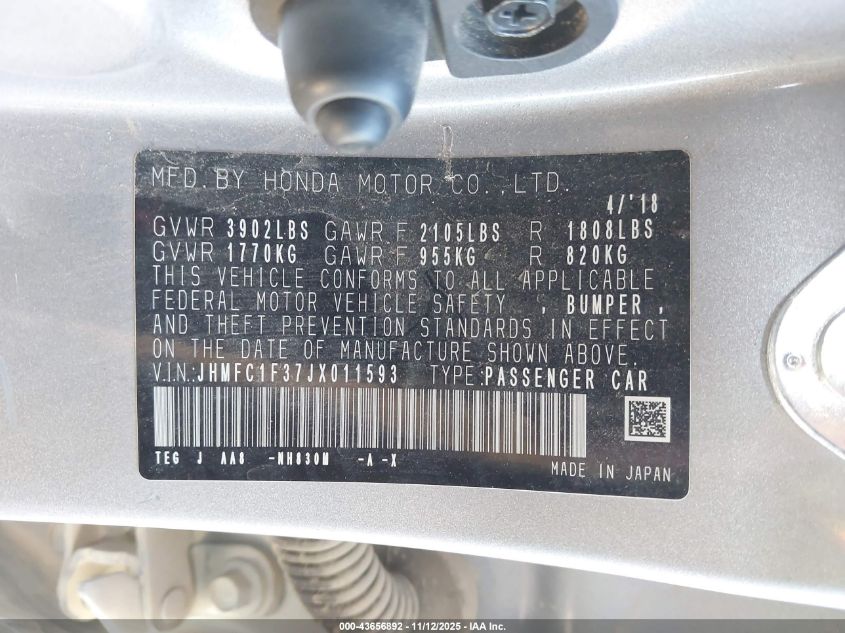 MFD. BY HONDA MOTOR CO., LTD.
4/'18
GVWR 3902LBS GAWR F 2105LBS R 1808LBS
GVWR 1770KG GAWR F 955KG R 820KG
THIS VEHICLE CONFORMS TO ALL APPLICABLE
FEDERAL MOTOR VEHICLE SAFETY , BUMPER ,
AND THEFT PREVENTION STANDARDS IN EFFECT
ON THE DATE OF MANUFACTURE SHOWN ABOVE.
V.I.N.: JHMFC1F37JX011593 TYPE: PASSENGER CAR
TEG J AA8 -NH830M -A -X
MADE IN JAPAN
000-43656892 - 11/12/2025 - IAA Inc.